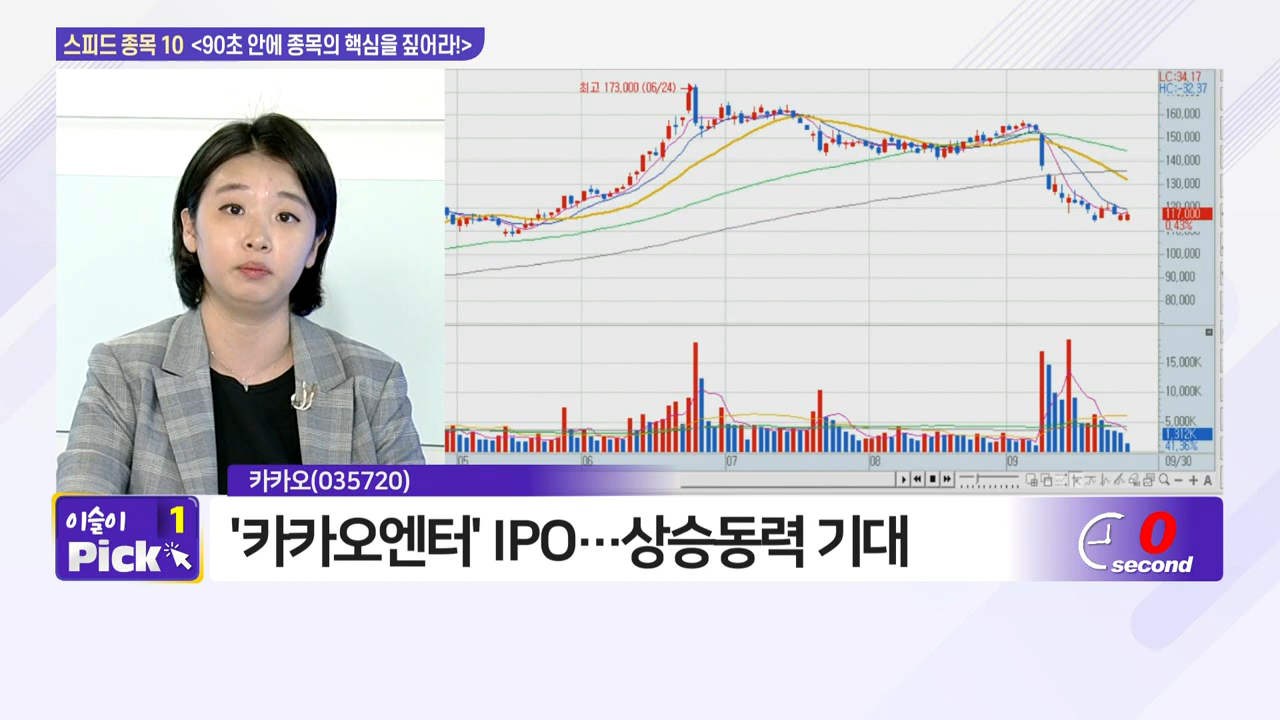 스피드 종목 10 <90초 안에 종목의 핵심을 짚어라!>
최고 173,000 (06/24)
LC:34.17
HC:-32.37
160,000
150,000
140,000
130,000
120,000
117,000
0.43%
110,000
100,000
90,000
80,000
15,000K
10,000K
5,000K
1,312K
41.36%
05
06
07
08
09
09/30
A
카카오(035720)
이슬이 1
Pick
'카카오엔터' IPO…상승동력 기대
0
second